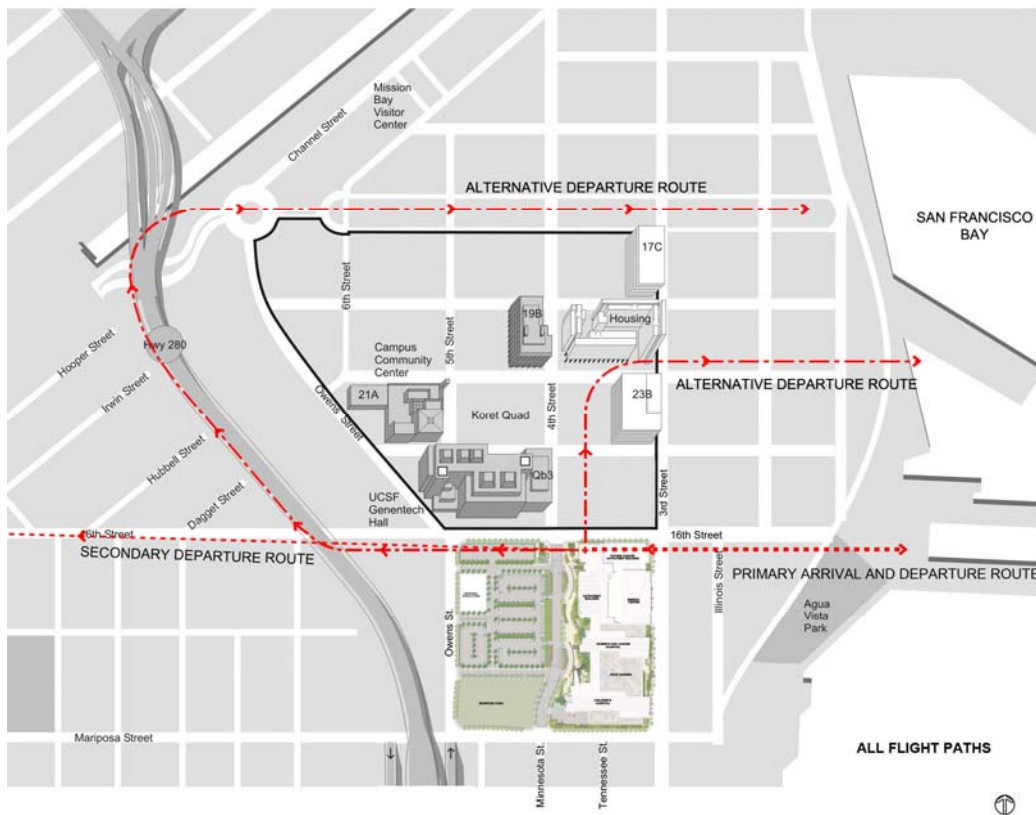 Mission
Bay
Visitor
Center
Channel Street
ALTERNATIVE DEPARTURE ROUTE
SAN FRANCISCO
BAY
17C
6th Street
19B
Housing
5th Street
Hwy 280
Campus
Community
Center
Hooper Street
ALTERNATIVE DEPARTURE ROUTE
Irwin Street
21A
Owens Street
Koret Quad
4th Street
23B
Hubbell Street
Qb3
Dagget Street
UCSF
Genentech
Hall
3rd Street
6th Street
16th Street
SECONDARY DEPARTURE ROUTE
PRIMARY ARRIVAL AND DEPARTURE ROUTE
Illinois Street
Agua
Vista
Park
Owens St.
Mariposa Street
ALL FLIGHT PATHS
Minnesota St.
Tennessee St.